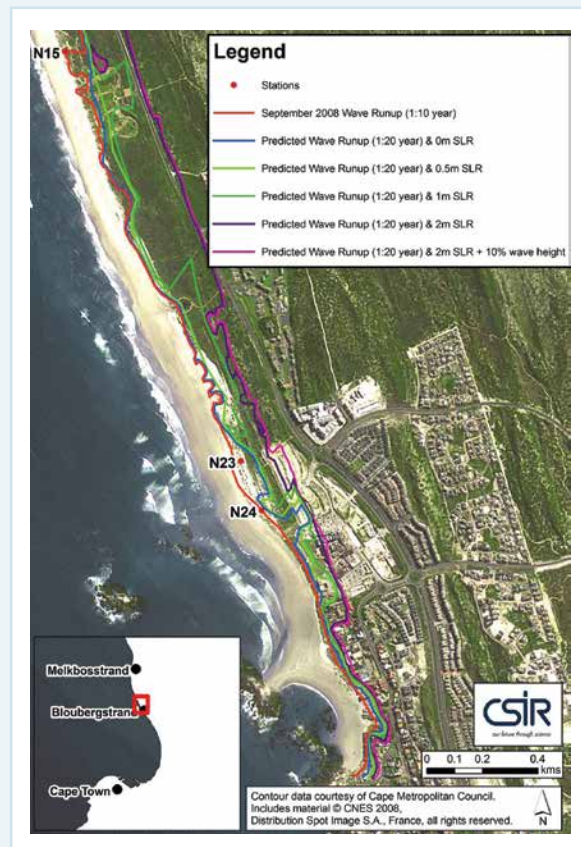 N15
Legend
Stations
September 2008 Wave Runup (1:10 year)
Predicted Wave Runup (1:20 year) & 0m SLR
Predicted Wave Runup (1:20 year) & 0.5m SLR
Predicted Wave Runup (1:20 year) & 1m SLR
Predicted Wave Runup (1:20 year) & 2m SLR
Predicted Wave Runup (1:20 year) & 2m SLR + 10% wave height
N23
N24
Melkbosstrand
Bloubergstrand
Cape Town
CSIR
our future through science
0 0.1 0.2 0.4
kms
Contour data courtesy of Cape Metropolitan Council.
Includes material © CNES 2008,
Distribution Spot Image S.A., France, all rights reserved.
N